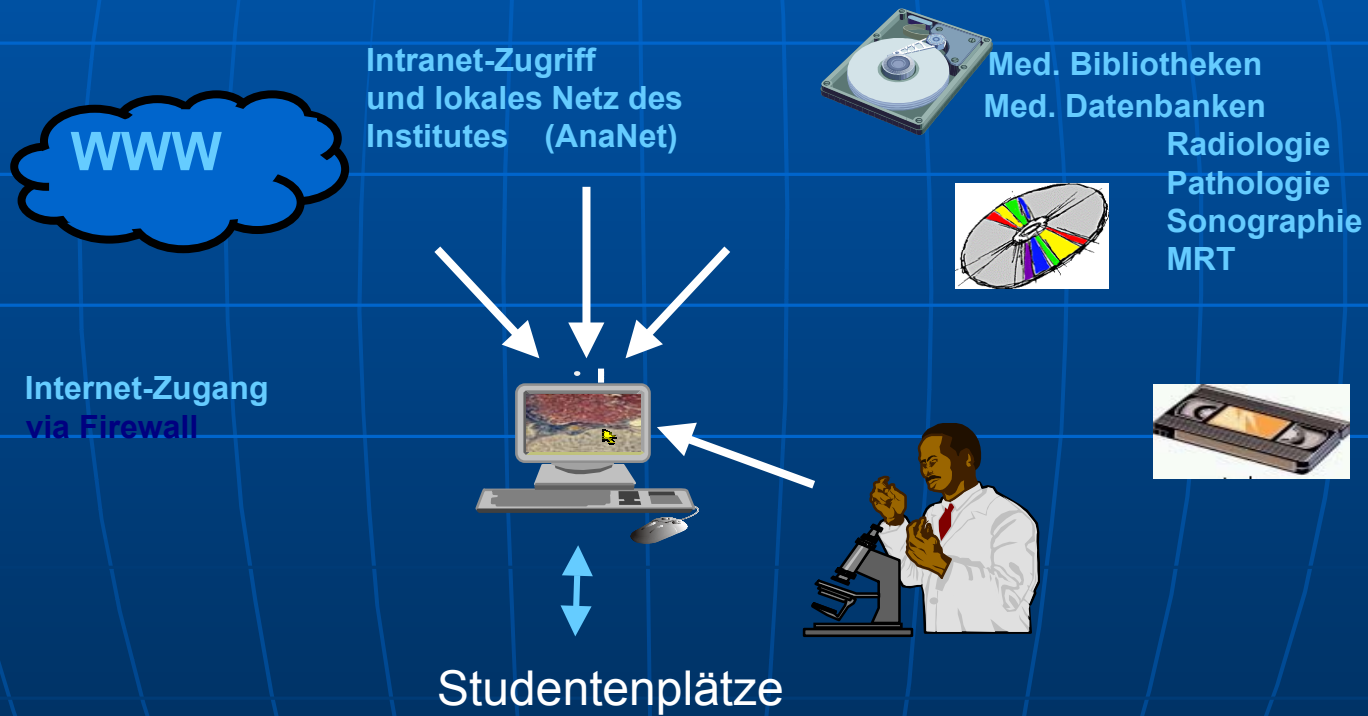 WWW
Intranet-Zugriff
und lokales Netz des
Institutes (AnaNet)
Med. Bibliotheken
Med. Datenbanken
Radiologie
Pathologie
Sonographie
MRT
Internet-Zugang
via Firewall
Studentenplätze